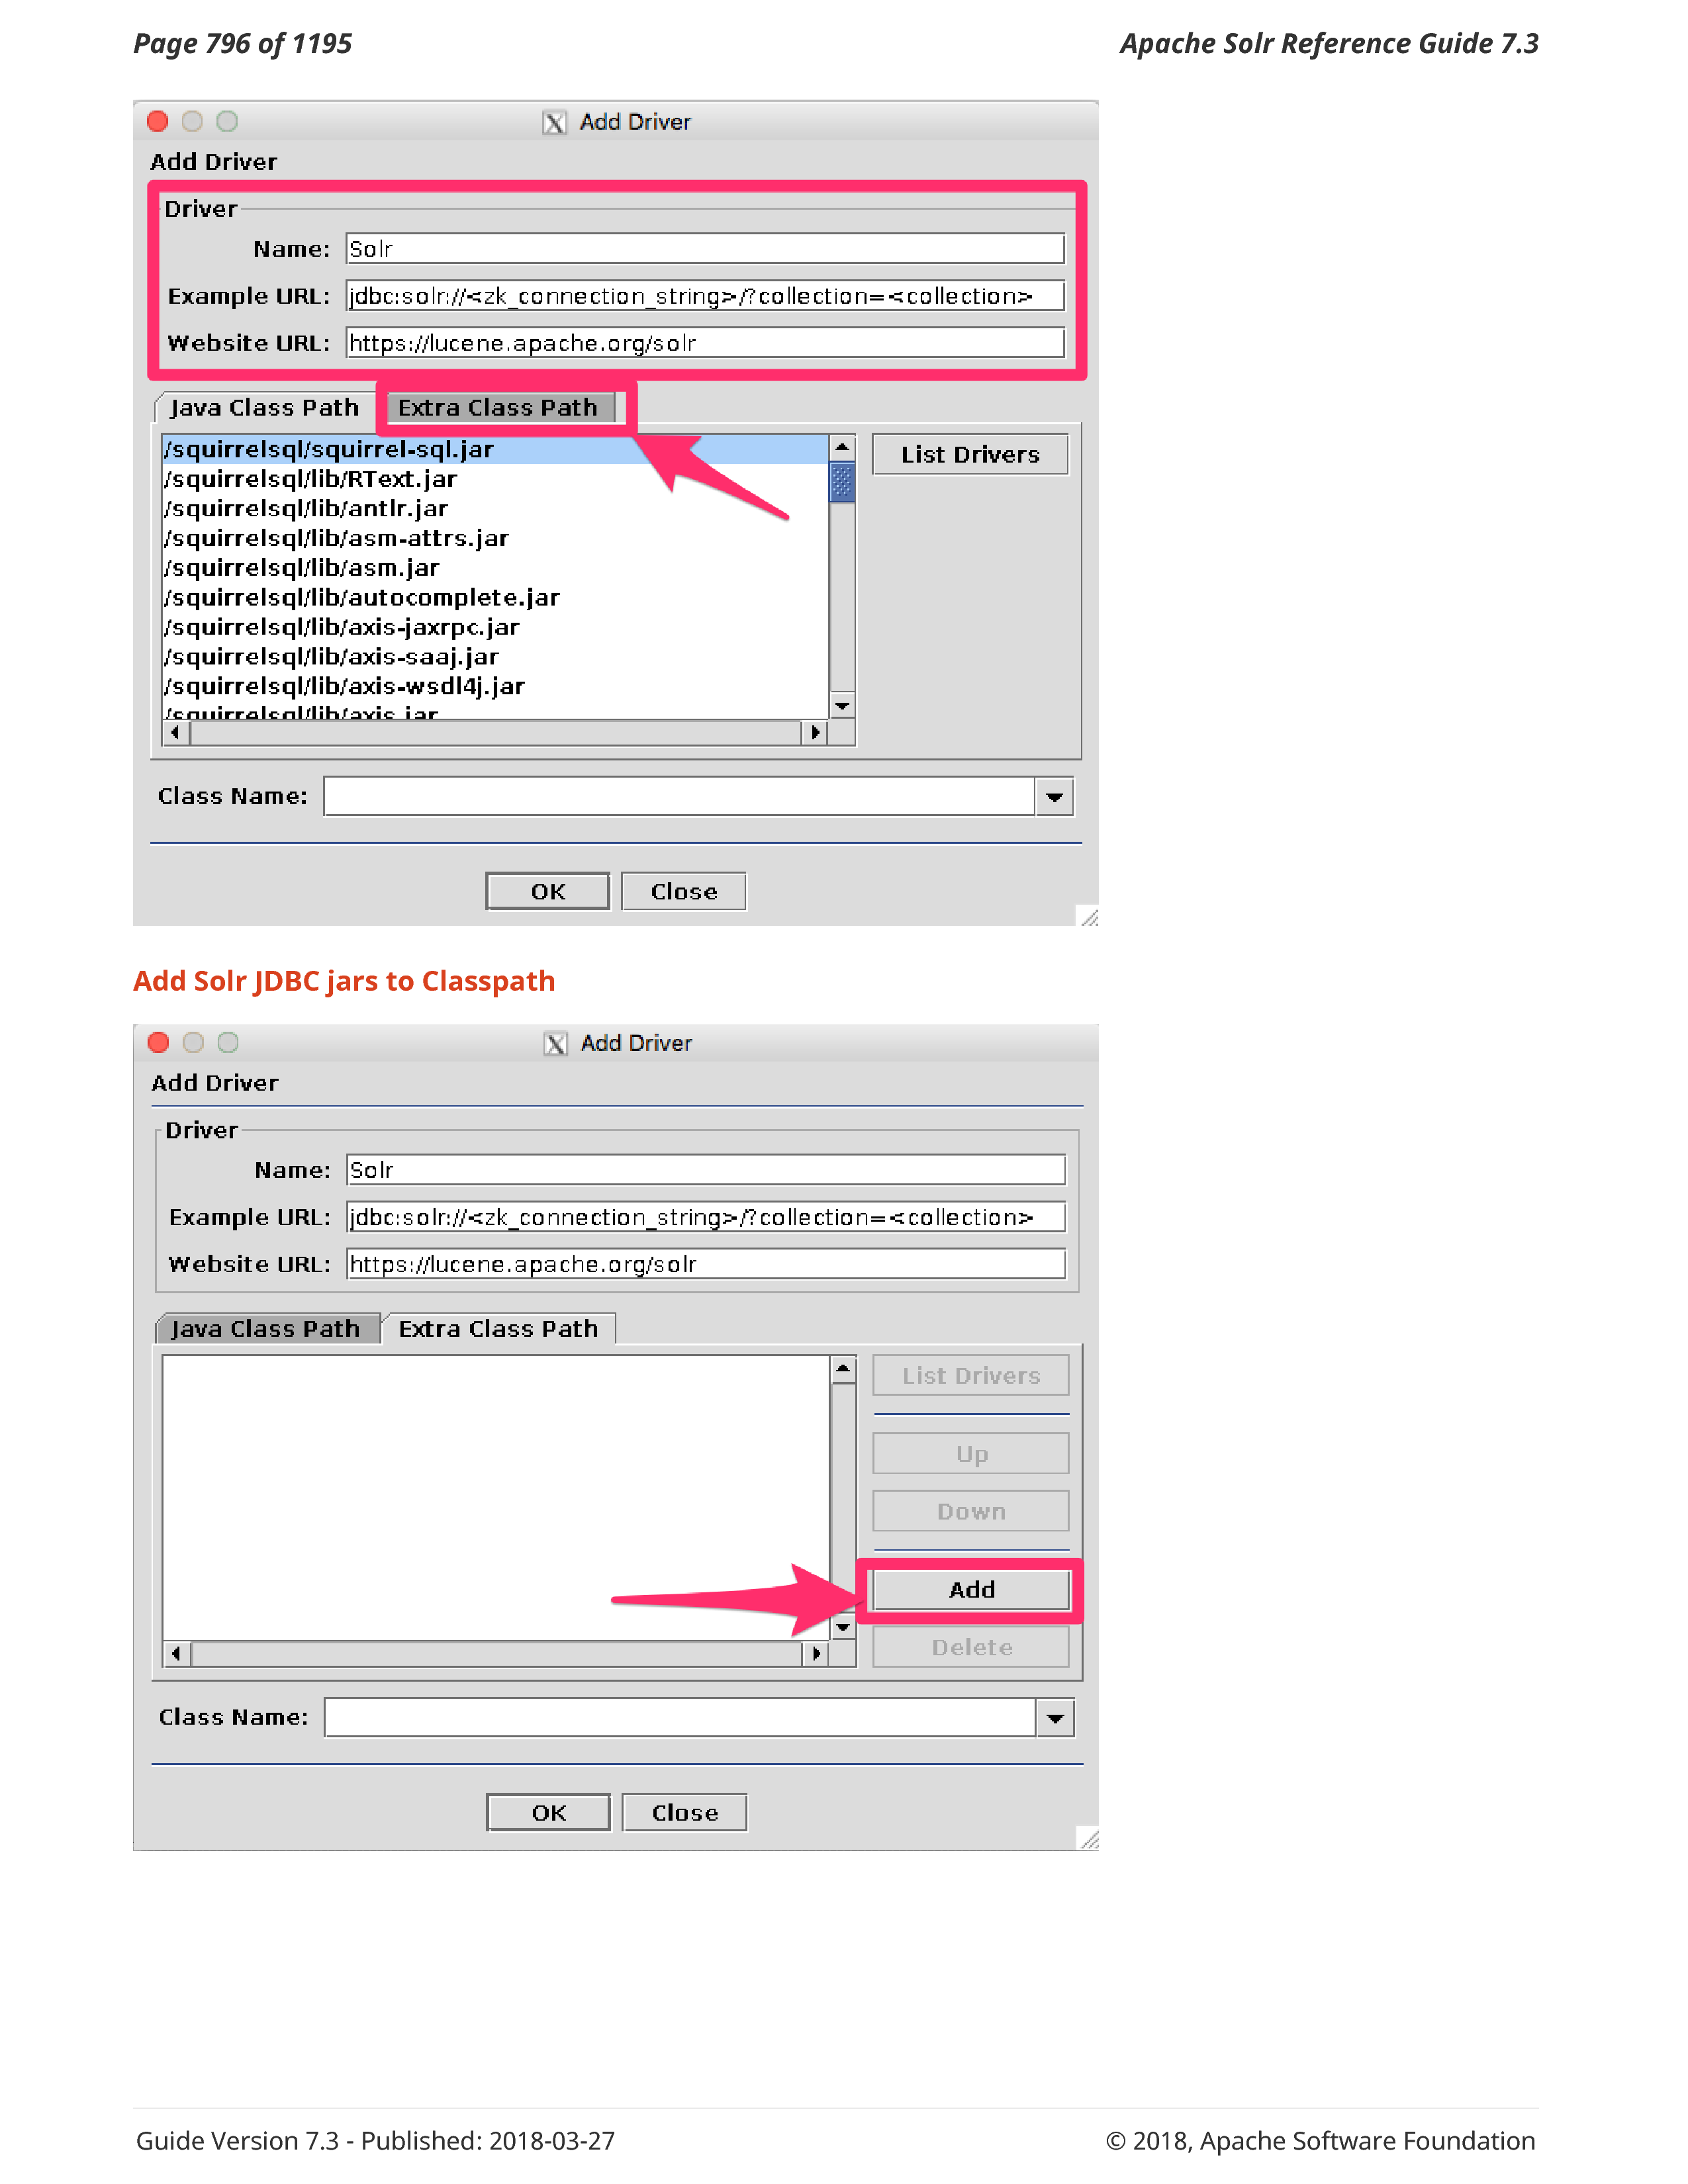 Page 796 of 1195
Apache Solr Reference Guide 7.3
X Add Driver
Add Driver
Driver
Name: Solr
Example URL: jdbc:solr://<zk_connection_string>/?collection=<collection>
Website URL: https://lucene.apache.org/solr
Java Class Path Extra Class Path
/squirrelsql/squirrel-sql.jar
List Drivers
/squirrelsql/lib/RText.jar
/squirrelsql/lib/antlr.jar
/squirrelsql/lib/asm-attrs.jar
/squirrelsql/lib/asm.jar
/squirrelsql/lib/autocomplete.jar
/squirrelsql/lib/axis-jaxrpc.jar
/squirrelsql/lib/axis-saaj.jar
/squirrelsql/lib/axis-wsdl4j.jar
/squirrelsql/lib/axis.jar
Class Name:
OK Close
Add Solr JDBC jars to Classpath
X Add Driver
Add Driver
Driver
Name: Solr
Example URL: jdbc:solr://<zk_connection_string>/?collection=<collection>
Website URL: https://lucene.apache.org/solr
Java Class Path Extra Class Path
List Drivers
Up
Down
Add
Delete
Class Name:
OK Close
Guide Version 7.3 - Published: 2018-03-27
© 2018, Apache Software Foundation